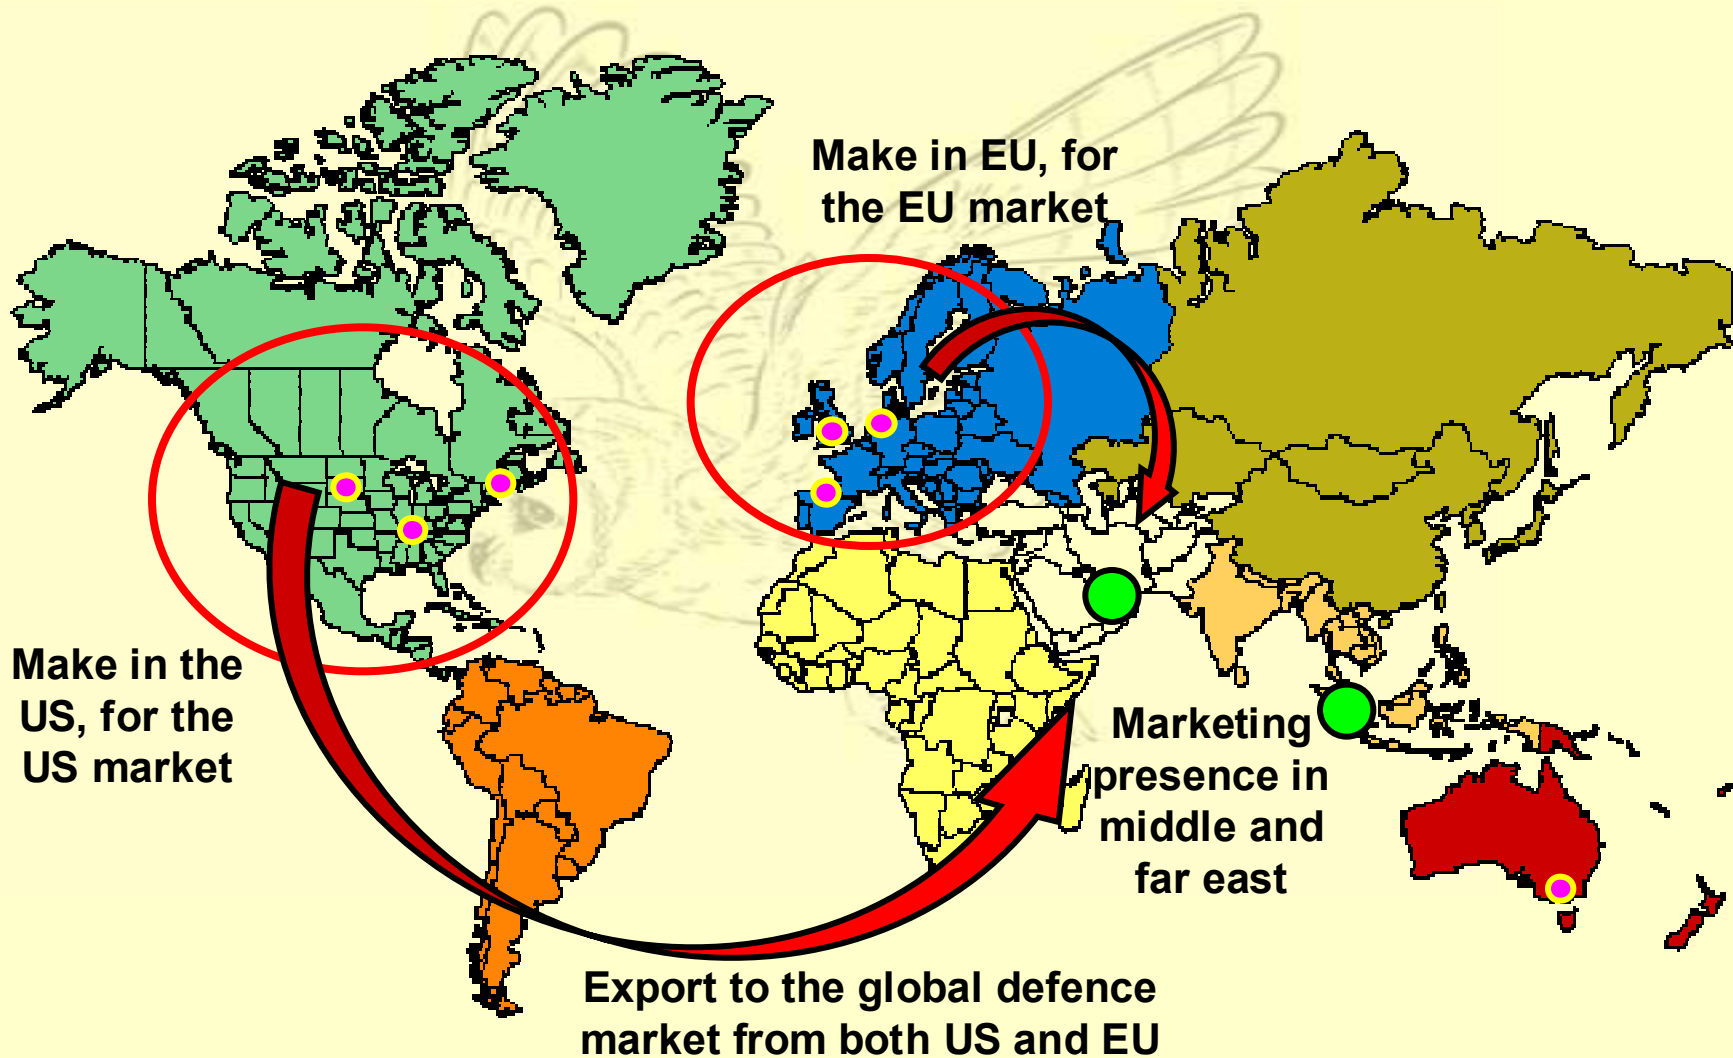 Make in EU, for
the EU market
Make in the
US, for the
US market
Marketing
presence in
middle and
far east
Export to the global defence
market from both US and EU